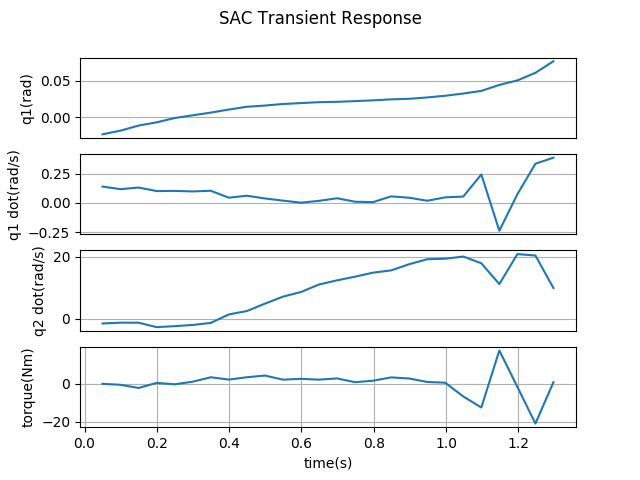 SAC Transient Response
q1(rad)
0.05
0.00
q1 dot(rad/s)
0.25
0.00
−0.25
q2 dot(rad/s)
20
0
torque(Nm)
0
−20
0.0 0.2 0.4 0.6 0.8 1.0 1.2
time(s)